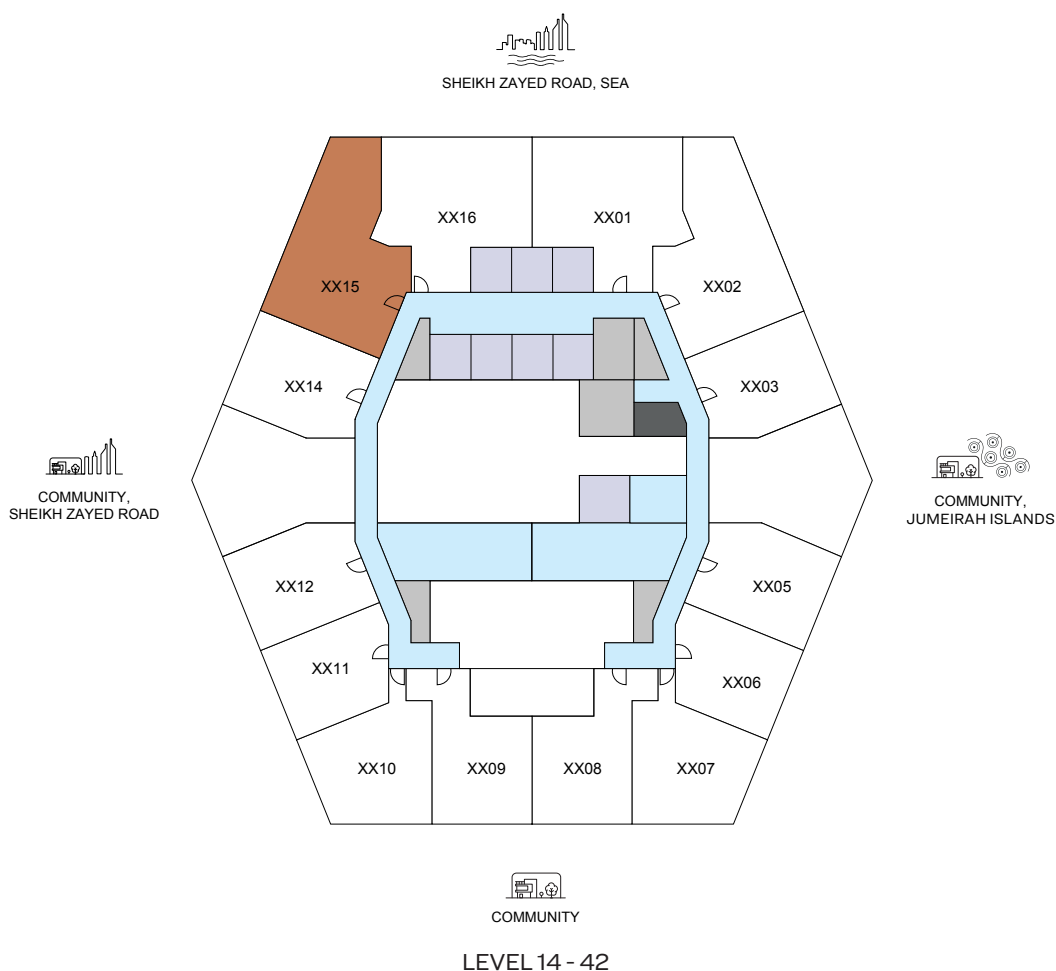 SHEIKH ZAYED ROAD, SEA
XX16
XX01
XX15
XX02
XX14
XX03
COMMUNITY,
SHEIKH ZAYED ROAD
COMMUNITY,
JUMEIRAH ISLANDS
XX12
XX05
XX11
XX06
XX10
XX09
XX08
XX07
COMMUNITY
LEVEL 14 - 42